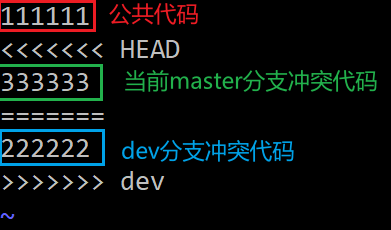 111111 公共代码
<<<<<<< HEAD
333333 当前master分支冲突代码
=======
222222 dev分支冲突代码
>>>>>>> dev
~